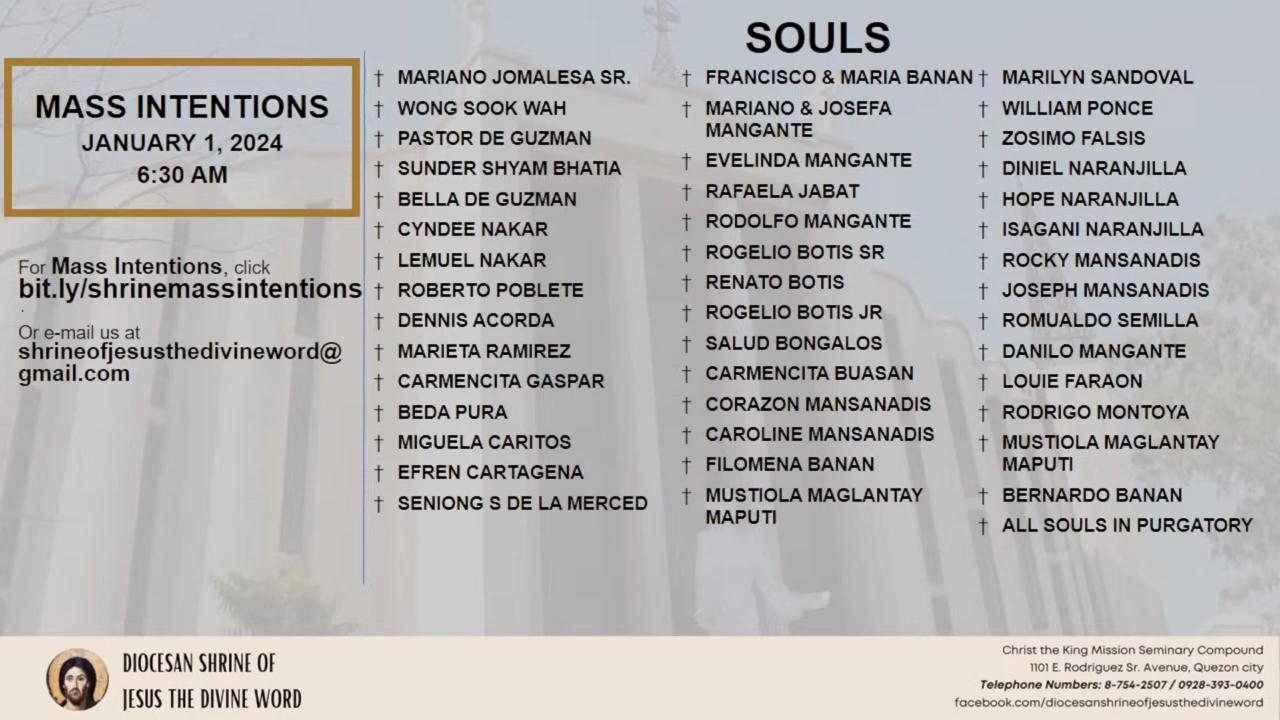 SOULS
MASS INTENTIONS
JANUARY 1, 2024
6:30 AM
For Mass Intentions, click
bit.ly/shrinemassintentions
.
Or e-mail us at
shrineofjesusthedivineword@
gmail.com
† MARIANO JOMALESA SR.
† WONG SOOK WAH
† PASTOR DE GUZMAN
† SUNDER SHYAM BHATIA
† BELLA DE GUZMAN
† CYNDEE NAKAR
† LEMUEL NAKAR
† ROBERTO POBLETE
† DENNIS ACORDA
† MARIETA RAMIREZ
† CARMENCITA GASPAR
† BEDA PURA
† MIGUELA CARITOS
† EFREN CARTAGENA
† SENIONG S DE LA MERCED
† FRANCISCO & MARIA BANAN
† MARIANO & JOSEFA
MANGANTE
† EVELINDA MANGANTE
† RAFAELA JABAT
† RODOLFO MANGANTE
† ROGELIO BOTIS SR
† RENATO BOTIS
† ROGELIO BOTIS JR
† SALUD BONGALOS
† CARMENCITA BUASAN
† CORAZON MANSANADIS
† CAROLINE MANSANADIS
† FILOMENA BANAN
† MUSTIOLA MAGLANTAY
MAPUTI
† MARILYN SANDOVAL
† WILLIAM PONCE
† ZOSIMO FALSIS
† DINIEL NARANJILLA
† HOPE NARANJILLA
† ISAGANI NARANJILLA
† ROCKY MANSANADIS
† JOSEPH MANSANADIS
† ROMUALDO SEMILLA
† DANILO MANGANTE
† LOUIE FARAON
† RODRIGO MONTOYA
† MUSTIOLA MAGLANTAY
MAPUTI
† BERNARDO BANAN
† ALL SOULS IN PURGATORY
DIOCESAN SHRINE OF
JESUS THE DIVINE WORD
Christ the King Mission Seminary Compound
1101 E. Rodriguez Sr. Avenue, Quezon city
Telephone Numbers: 8-754-2507 / 0928-393-0400
facebook.com/diocesanshrineofjesusthedivineword